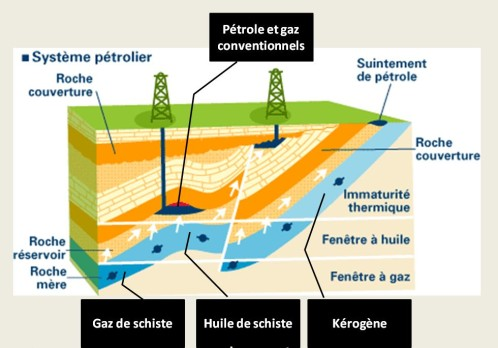 Pétrole et gaz
conventionnels
Système pétrolier
Roche
couverture
Suintement
de pétrole
Roche
couverture
Immaturité
thermique
Roche
réservoir
Fenêtre à huile
Roche
mère
Fenêtre à gaz
Gaz de schiste
Huile de schiste
Kérogène